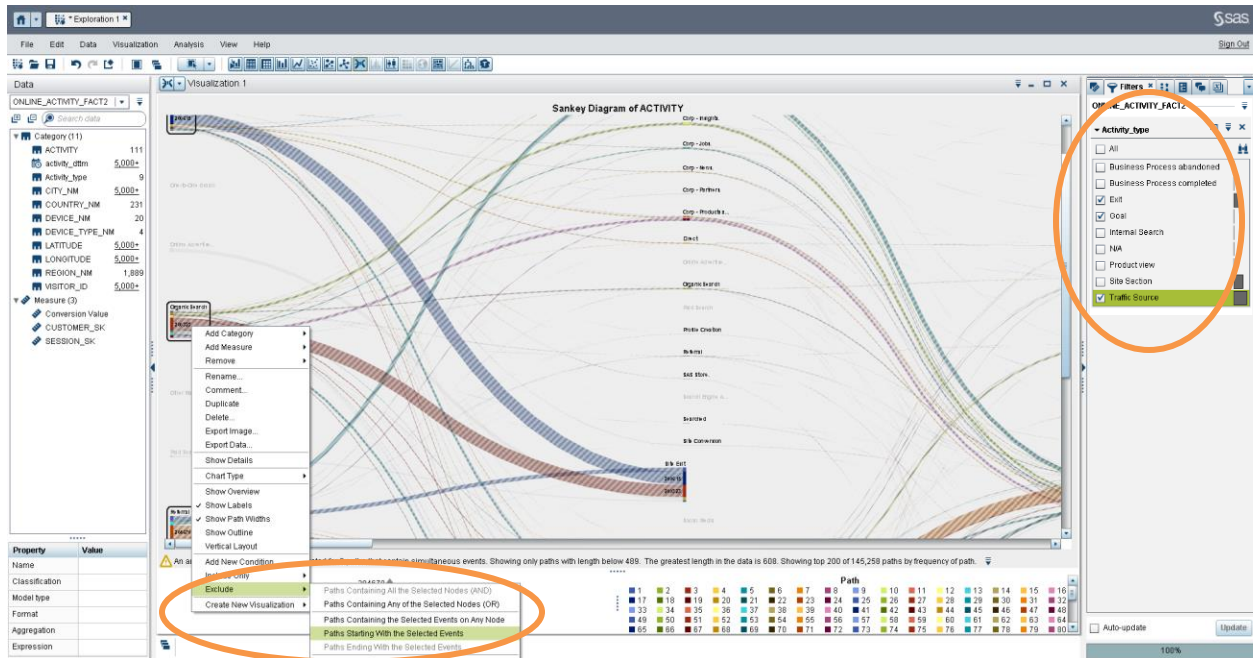 * Exploration 1 ×
sas
File Edit Data Visualization Analysis View Help
Sign Out
Data
ONLINE_ACTIVITY_FACT2
Search data
Category (11)
ACTIVITY 111
activity_dttm 5,000+
Activity_type 9
CITY_NM 5,000+
COUNTRY_NM 231
DEVICE_NM 20
DEVICE_TYPE_NM 4
LATITUDE 5,000+
LONGITUDE 5,000+
REGION_NM 1,889
VISITOR_ID 5,000+
Measure (3)
Conversion Value
CUSTOMER_SK
SESSION_SK
Property Value
Name
Classification
Model type
Format
Aggregation
Expression
Visualization 1
Sankey Diagram of ACTIVITY
Corp - Insights
Corp - Jobs
Corp - News
Corp - Partners
Corp - Products a...
Direct
Organic Search
Profile Creation
Referral
SAS Store
Searched
Site Conversion
Site Exit
Organic Search
Referral
Add Category
Add Measure
Remove
Rename...
Comment...
Duplicate
Delete...
Export Image...
Export Data...
Show Details
Chart Type
Show Overview
Show Labels
Show Path Widths
Show Outline
Vertical Layout
Add New Condition
Include Only
Exclude
Create New Visualization
Paths Containing All the Selected Nodes (AND)
Paths Containing Any of the Selected Nodes (OR)
Paths Containing the Selected Events on Any Node
Paths Starting With the Selected Events
Paths Ending With the Selected Events
simultaneous events. Showing only paths with length below 489. The greatest length in the data is 608. Showing top 200 of 145,258 paths by frequency of path.
Path
1 2 3 4 5 6 7 8 9 10 11 12 13 14 15 16
17 18 19 20 21 22 23 24 25 26 27 28 29 30 31 32
33 34 35 36 37 38 39 40 41 42 43 44 45 46 47 48
49 50 51 52 53 54 55 56 57 58 59 60 61 62 63 64
65 66 67 68 69 70 71 72 73 74 75 76 77 78 79 80
Filters ×
Activity_type
All
Business Process abandoned
Business Process completed
Exit
Goal
Internal Search
N/A
Product view
Site Section
Traffic Source
Auto-update
Update
100%